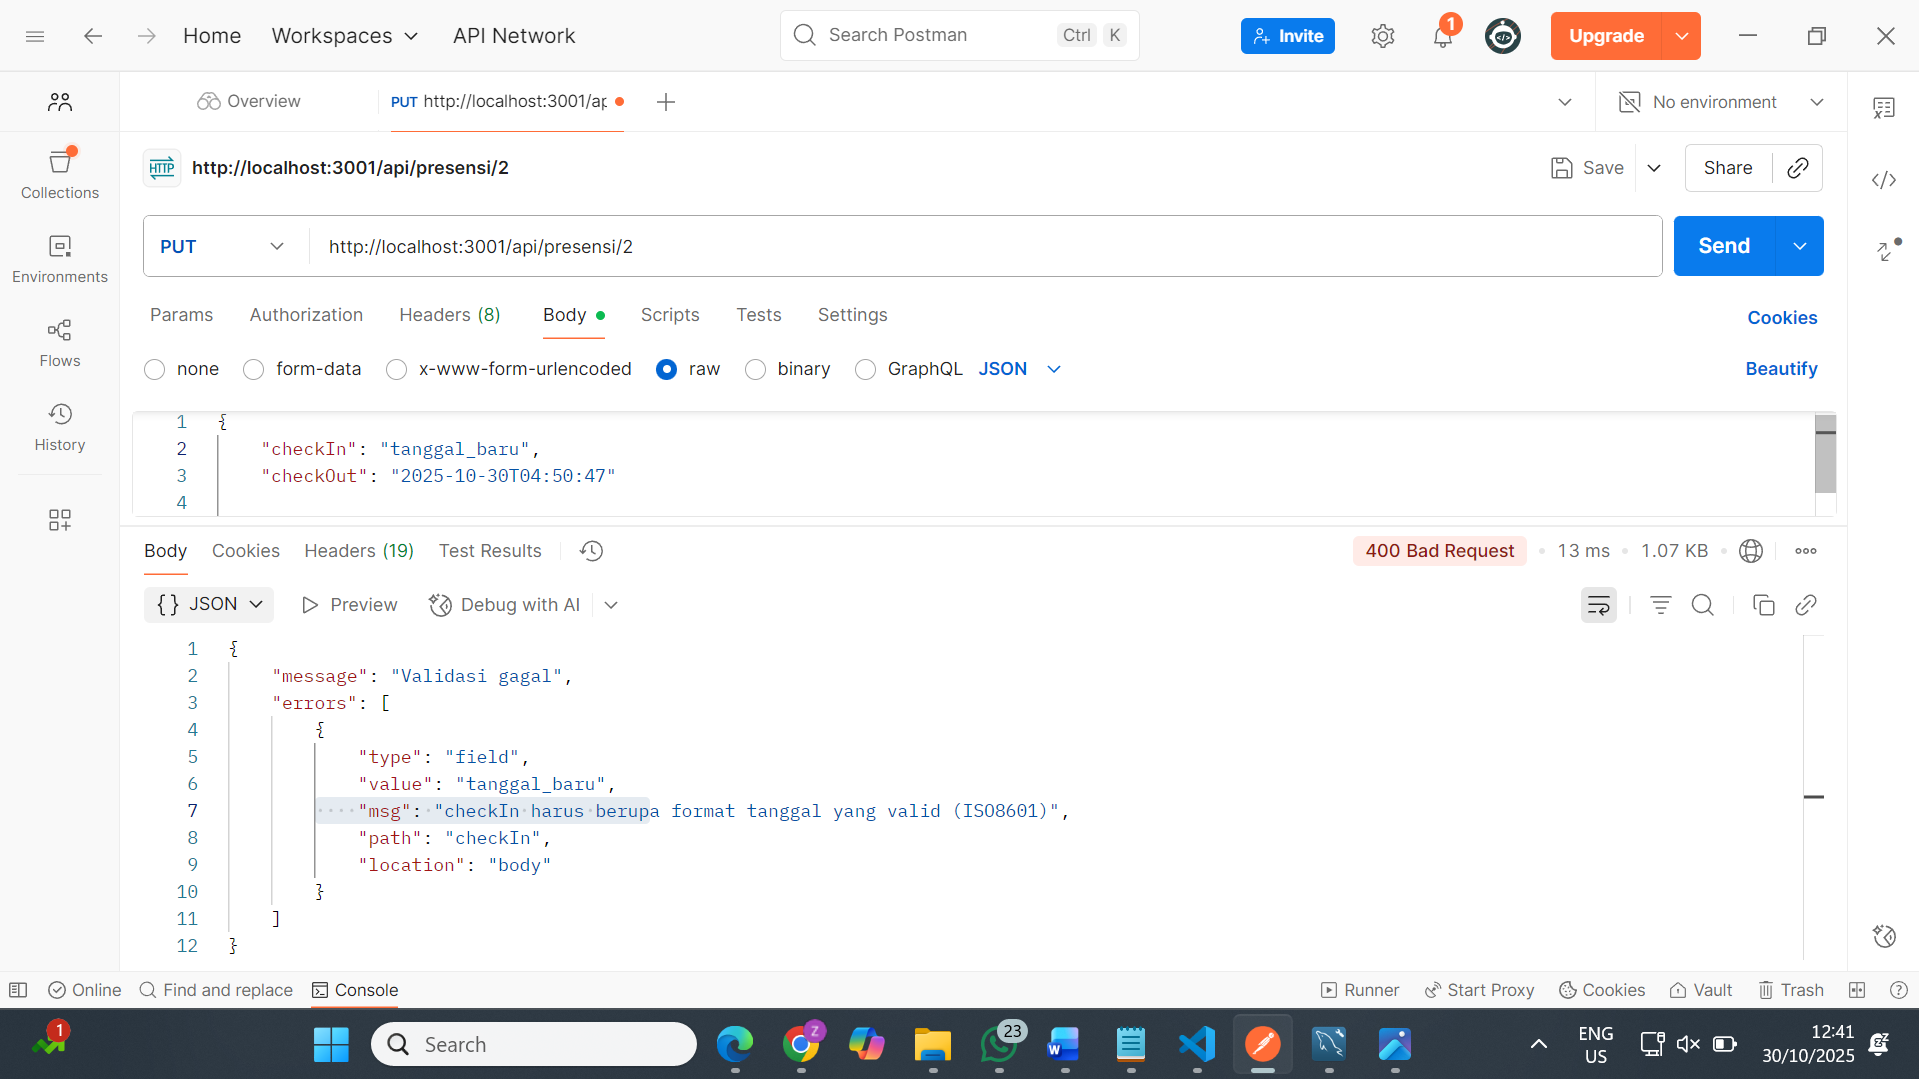 Home
Workspaces
API Network
Search Postman
Ctrl
K
Invite
1
Upgrade
Overview
PUT http://localhost:3001/ap
No environment
HTTP
http://localhost:3001/api/presensi/2
Save
Share
Collections
Environments
Flows
History
PUT
http://localhost:3001/api/presensi/2
Send
Params
Authorization
Headers (8)
Body
Scripts
Tests
Settings
Cookies
none
form-data
x-www-form-urlencoded
raw
binary
GraphQL
JSON
Beautify
1 {
2 "checkIn": "tanggal_baru",
3 "checkOut": "2025-10-30T04:50:47"
4
Body
Cookies
Headers (19)
Test Results
400 Bad Request
13 ms
1.07 KB
{} JSON
Preview
Debug with AI
1 {
2 "message": "Validasi gagal",
3 "errors": [
4 {
5 "type": "field",
6 "value": "tanggal_baru",
7 "msg": "checkIn harus berupa format tanggal yang valid (ISO8601)",
8 "path": "checkIn",
9 "location": "body"
10 }
11 ]
12 }
Online
Find and replace
Console
Runner
Start Proxy
Cookies
Vault
Trash
1
Search
Z
23
W
ENG
US
12:41
30/10/2025